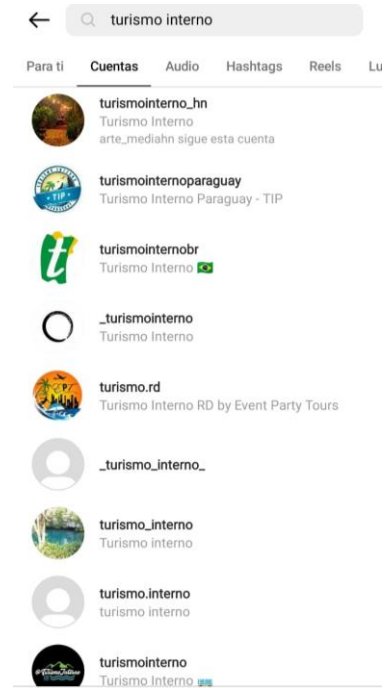 turismo interno
Para ti Cuentas Audio Hashtags Reels Lu
turismointerno_hn
Turismo Interno
arte_mediahn sigue esta cuenta
TIP
turismointernoparaguay
Turismo Interno Paraguay - TIP
t
turismointernobr
Turismo Interno 🇧🇷
_turismointerno
Turismo Interno
turismo.rd
Turismo Interno RD by Event Party Tours
_turismo_interno_
turismo_interno
Turismo interno
turismo.interno
turismo interno
turismointerno
Turismo Interno